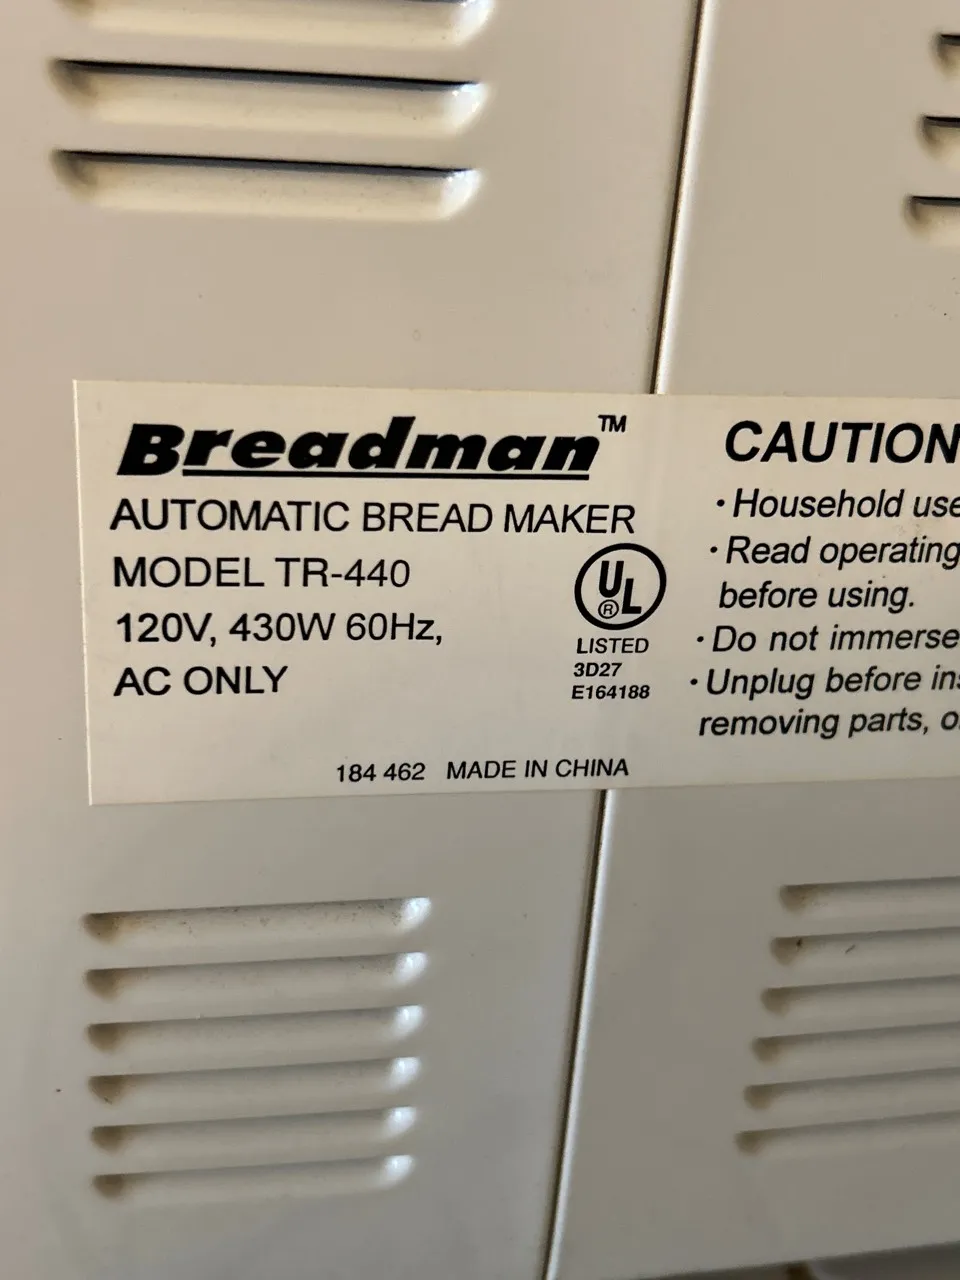 Breadman™
AUTOMATIC BREAD MAKER
MODEL TR-440
120V, 430W 60Hz,
AC ONLY
UL
®
LISTED
3D27
E164188
184 462 MADE IN CHINA
CAUTION
· Household use
· Read operating
before using.
· Do not immerse
· Unplug before
removing parts,